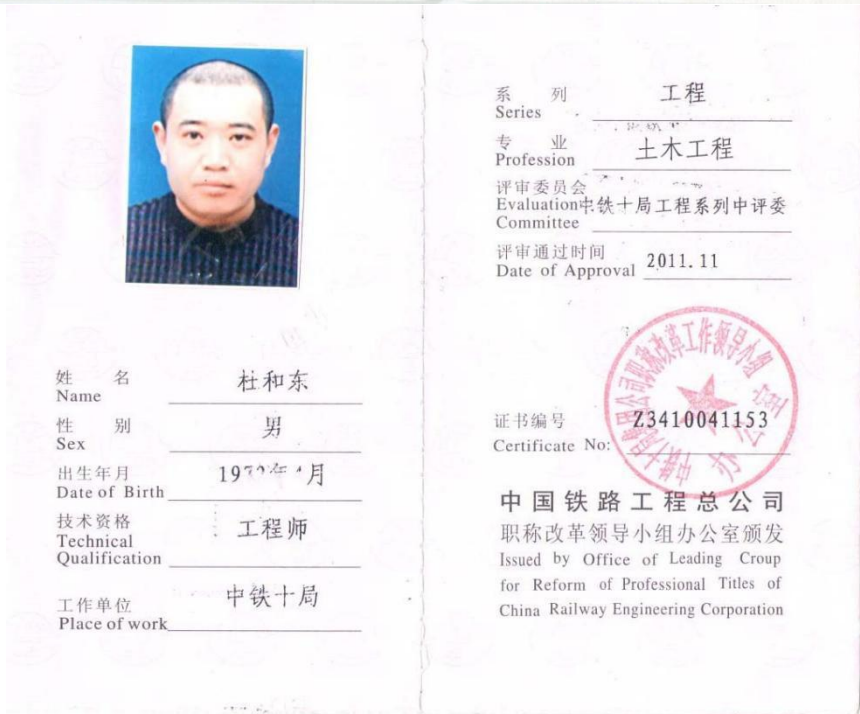 姓 名 杜和东
Name
性 别 男
Sex
出生年月
Date of Birth
技术资格 工程师
Technical
Qualification
工作单位 中铁十局
Place of work
系 列 工程
Series
专 业 土木工程
Profession
评审委员会
Evaluation 中铁十局工程系列中评委
Committee
评审通过时间 2011.11
Date of Approval
证书编号 Z3410041153
Certificate No:
中国铁路工程总公司
职称改革领导小组办公室颁发
Issued by Office of Leading Croup
for Reform of Professional Titles of
China Railway Engineering Corporation
办公室